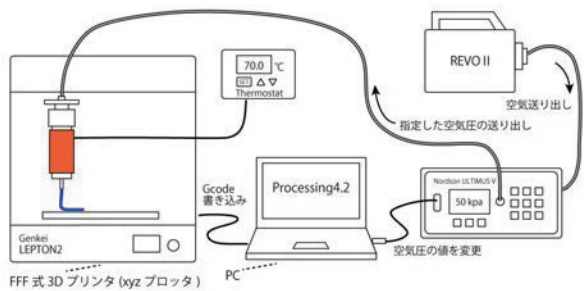 70.0 ℃
SET △ ▽
Thermostat
REVO II
空気送り出し
指定した空気圧の送り出し
Nordson ULTIMUS V
50 kpa
Processing4.2
Gcode
書き込み
空気圧の値を変更
Genkei
LEPTON2
PC
FFF 式 3D プリンタ (xyz プロッタ )